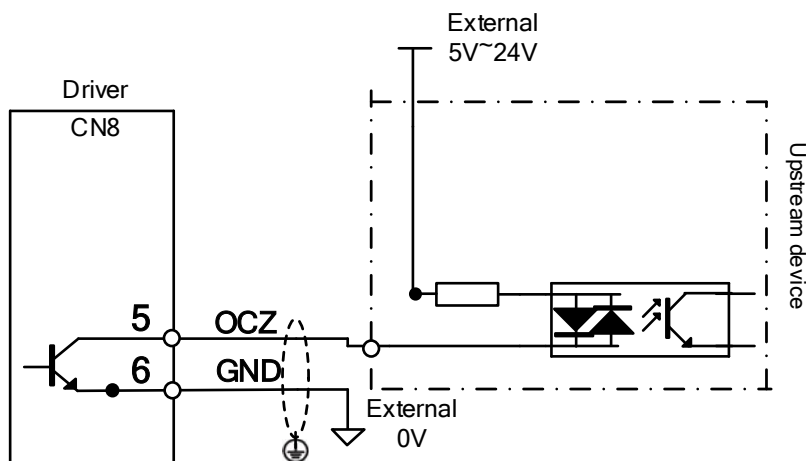 External
5V~24V
Driver
CN8
Upstream device
5
OCZ
6
GND
External
0V